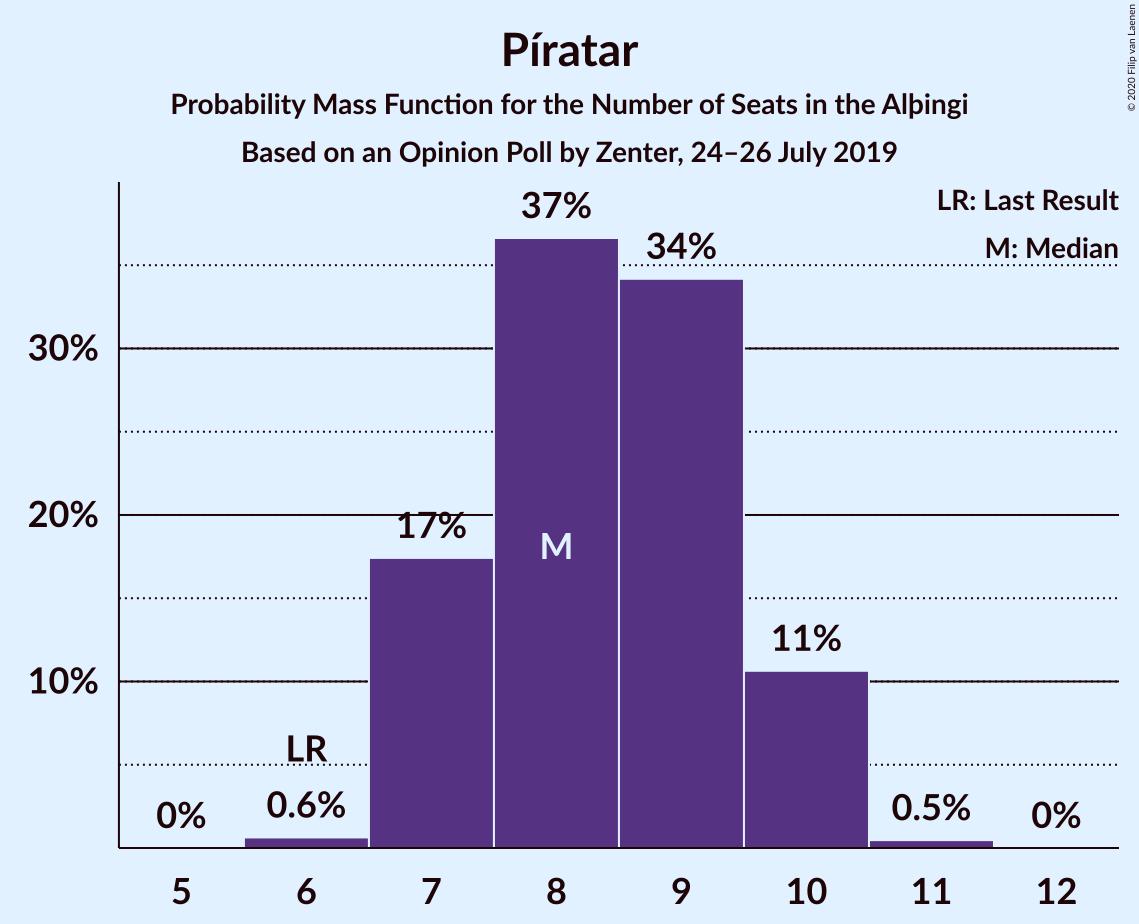 Píratar
Probability Mass Function for the Number of Seats in the Alþingi
Based on an Opinion Poll by Zenter, 24–26 July 2019
© 2020 Filip van Laenen
LR: Last Result
M: Median
37%
34%
30%
20%
17%
M
11%
10%
LR
0%
0.6%
0.5%
0%
5 6 7 8 9 10 11 12